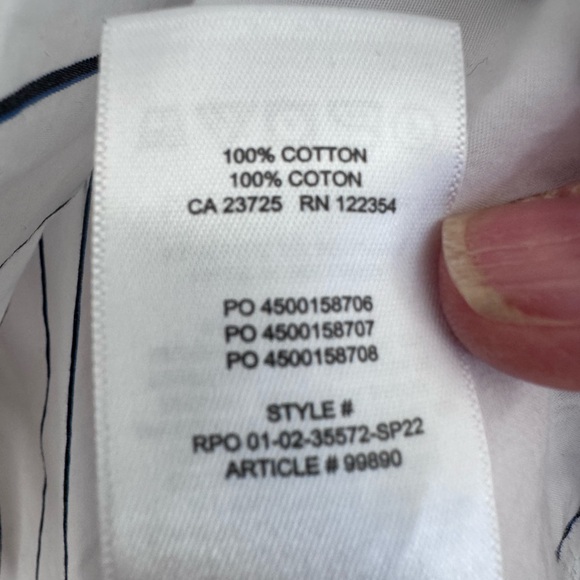 100% COTTON
100% COTON
CA 23725 RN 122354
PO 4500158706
PO 4500158707
PO 4500158708
STYLE #
RPO 01-02-35572-SP22
ARTICLE # 99890